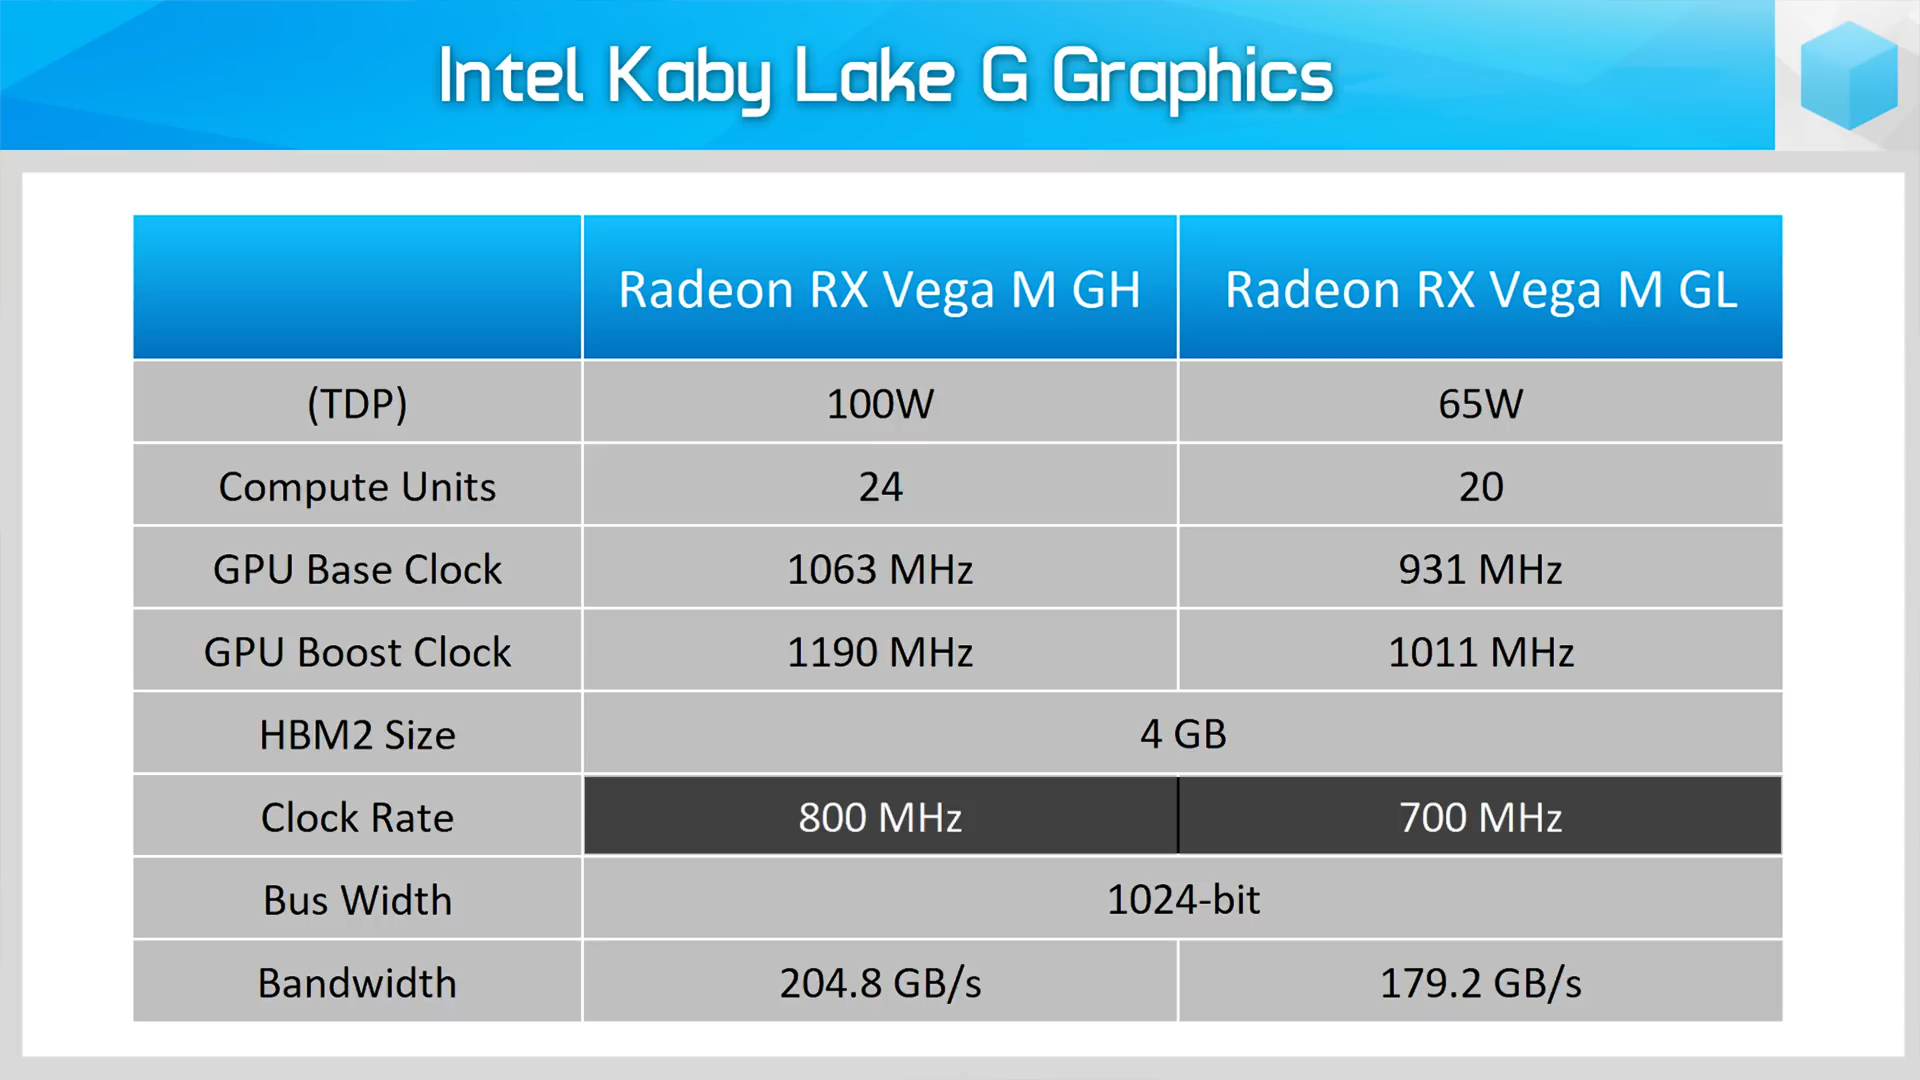 Intel Kaby Lake G Graphics
Radeon RX Vega M GH Radeon RX Vega M GL
(TDP) 100W 65W
Compute Units 24 20
GPU Base Clock 1063 MHz 931 MHz
GPU Boost Clock 1190 MHz 1011 MHz
HBM2 Size 4 GB
Clock Rate 800 MHz 700 MHz
Bus Width 1024-bit
Bandwidth 204.8 GB/s 179.2 GB/s